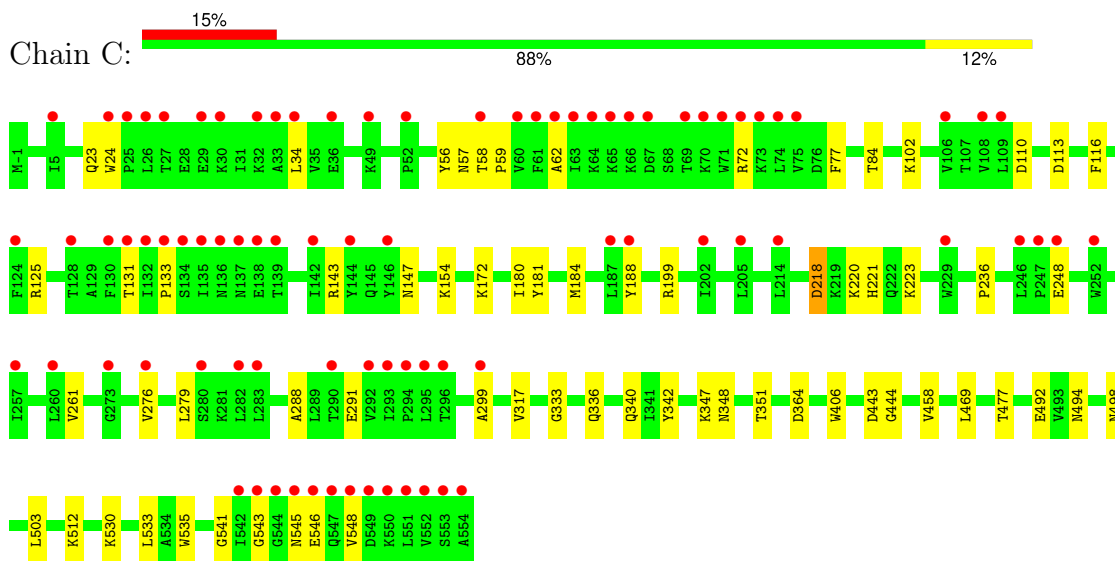 15%
Chain C:
88% 12%
M-1 I5 Q23 W24 P25 L26 T27 E28 E29 K30 I31 K32 A33 L34 V35 E36 K49 P52 Y56 N57 T58 P59 V60 F61 A62 I63 K64 K65 K66 D67 S68 T69 K70 W71 R72 K73 L74 V75 D76 F77 T84 K102 V106 T107 V108 L109 D110 D113 F116
F124 R125 T128 A129 F130 T131 I132 P133 S134 I135 N136 N137 E138 T139 I142 R143 Y144 Q145 Y146 N147 K154 K172 I180 Y181 M184 L187 Y188 R199 I202 L205 L214 D218 K219 K220 H221 Q222 K223 W229 P236 L246 P247 E248 W252
I257 L260 V261 G273 V276 L279 S280 K281 L282 L283 A288 L289 T290 E291 V292 I293 P294 L295 T296 A299 V317 G333 Q336 Q340 I341 Y342 K347 N348 T351 D364 W406 D443 G444 V458 L469 T477 E492 V493 N494
L503 K512 K530 L533 A534 W535 G541 I542 G543 G544 N545 E546 Q547 V548 D549 K550 L551 V552 S553 A554